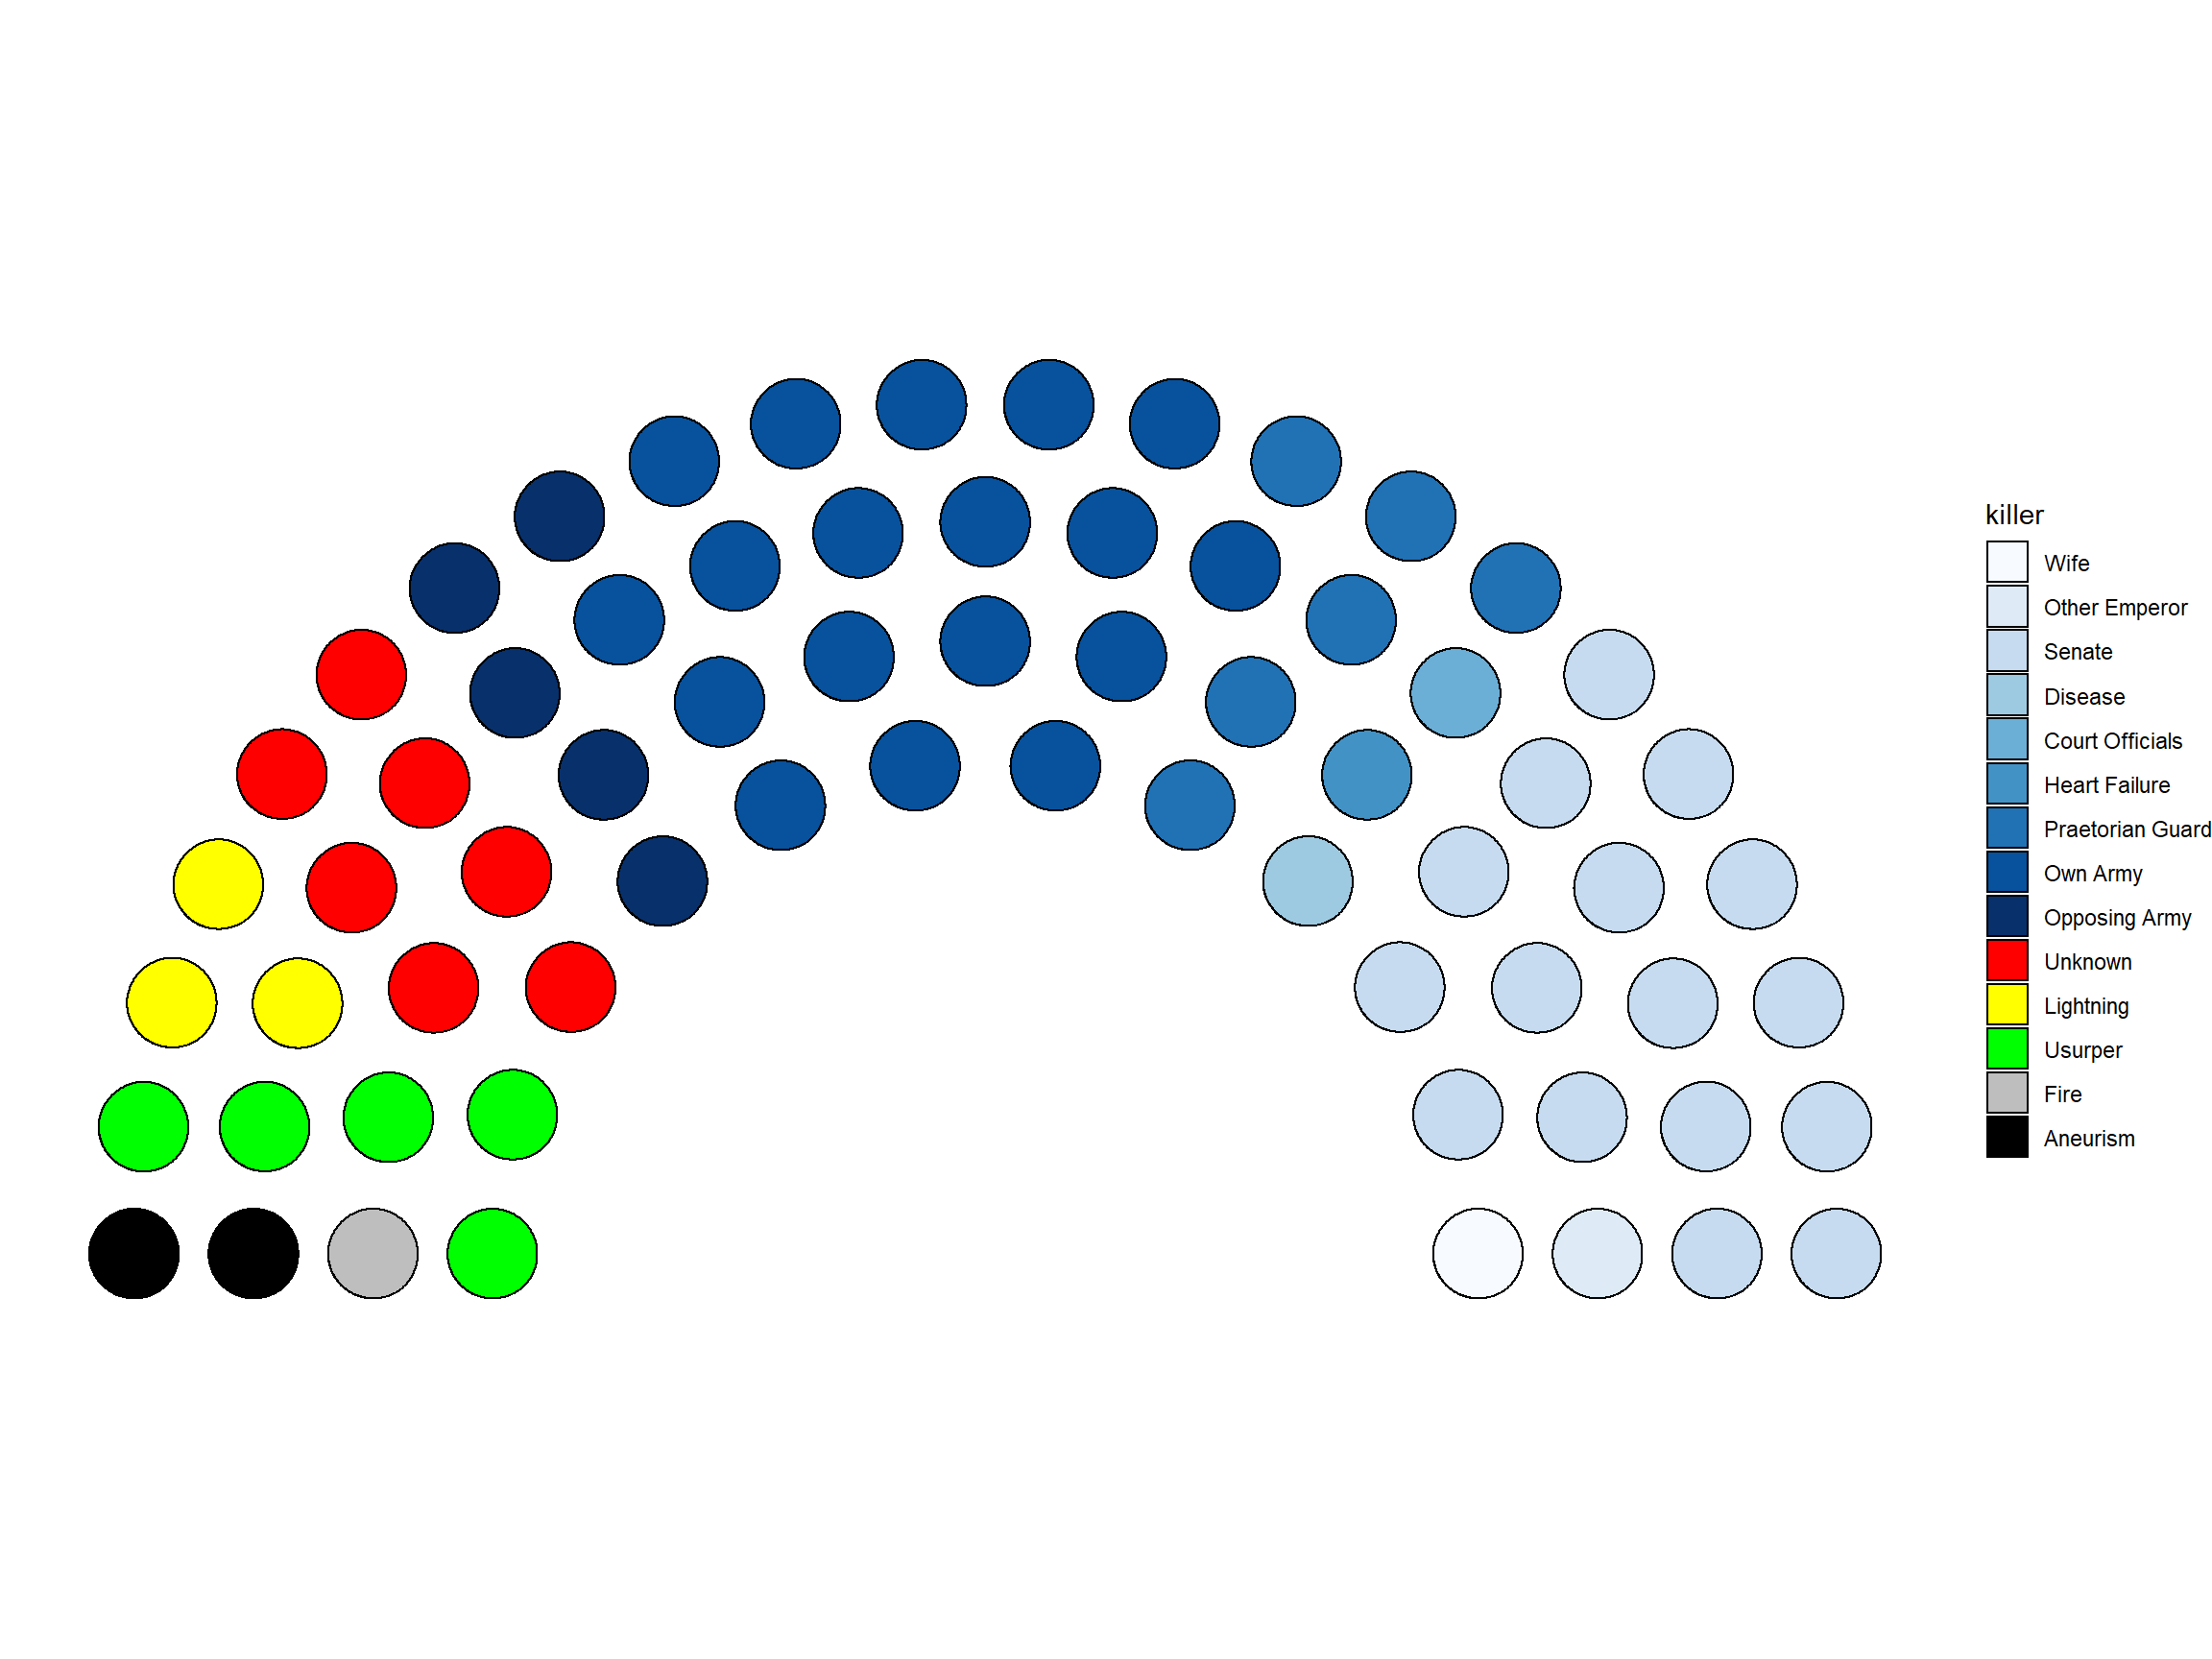 killer
Wife
Other Emperor
Senate
Disease
Court Officials
Heart Failure
Praetorian Guard
Own Army
Opposing Army
Unknown
Lightning
Usurper
Fire
Aneurism